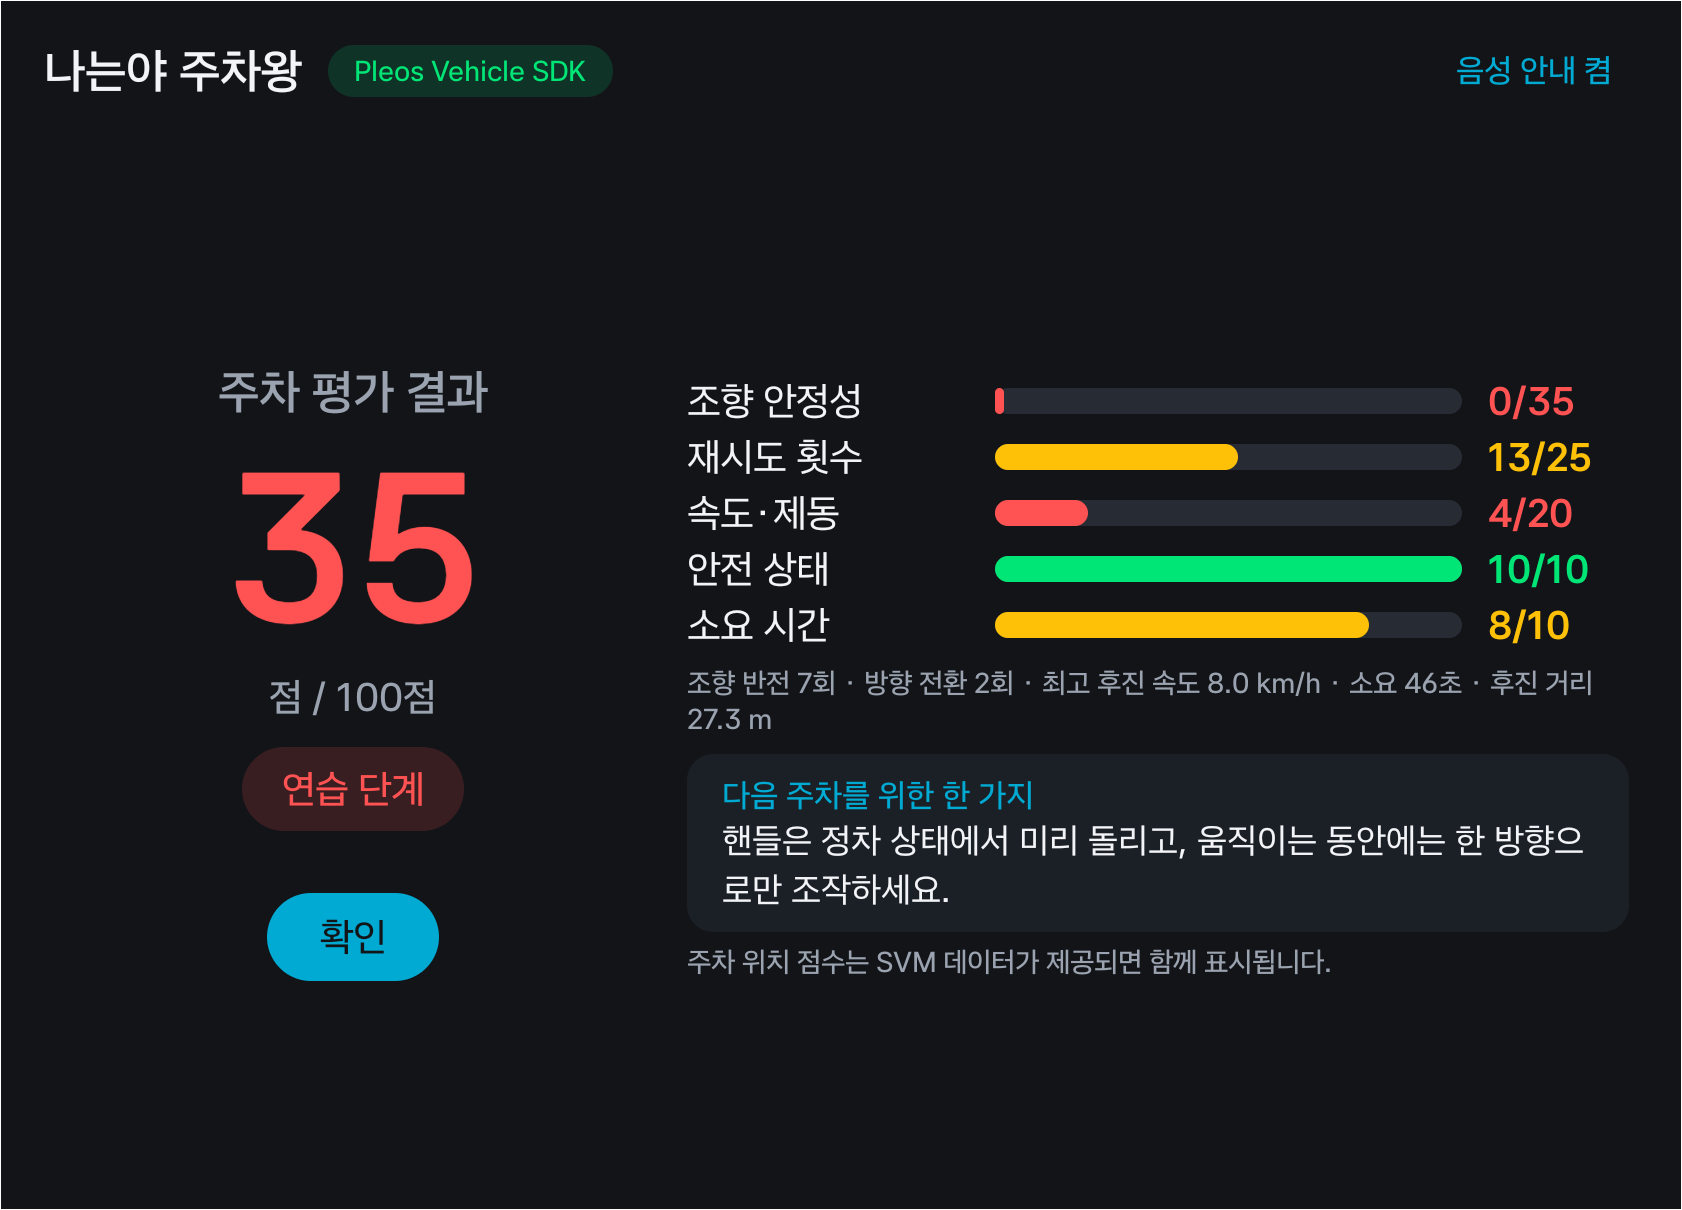 나는야 주차왕
Pleos Vehicle SDK
음성 안내 켬
주차 평가 결과
35
점 / 100점
연습 단계
확인
조향 안정성 0/35
재시도 횟수 13/25
속도·제동 4/20
안전 상태 10/10
소요 시간 8/10
조향 반전 7회 · 방향 전환 2회 · 최고 후진 속도 8.0 km/h · 소요 46초 · 후진 거리
27.3 m
다음 주차를 위한 한 가지
핸들은 정차 상태에서 미리 돌리고, 움직이는 동안에는 한 방향으
로만 조작하세요.
주차 위치 점수는 SVM 데이터가 제공되면 함께 표시됩니다.